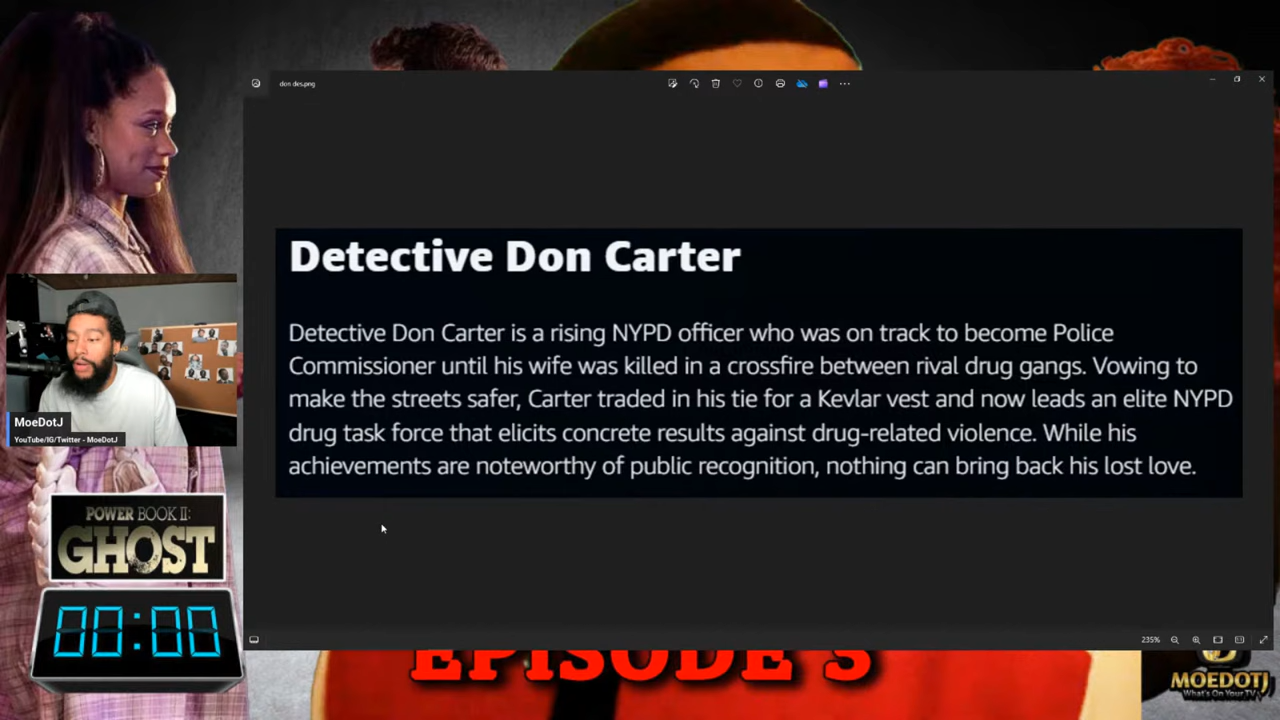 don des.png
Detective Don Carter
Detective Don Carter is a rising NYPD officer who was on track to become Police
Commissioner until his wife was killed in a crossfire between rival drug gangs. Vowing to
make the streets safer, Carter traded in his tie for a Kevlar vest and now leads an elite NYPD
drug task force that elicits concrete results against drug-related violence. While his
achievements are noteworthy of public recognition, nothing can bring back his lost love.
MoeDotJ
YouTube/IG/Twitter - MoeDotJ
POWER BOOK II:
GHOST
00:00
235%
EPISODE 5
MOEDOTJ
What's On Your TV?